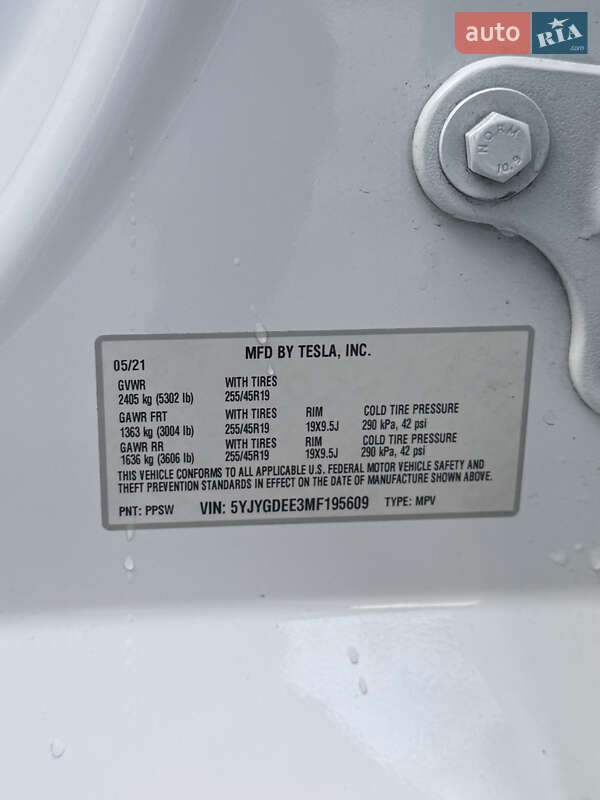 auto RIA.com
NORM
10.9
MFD BY TESLA, INC.
05/21
GVWR WITH TIRES
2405 kg (5302 lb) 255/45R19
GAWR FRT WITH TIRES RIM COLD TIRE PRESSURE
1363 kg (3004 lb) 255/45R19 19X9.5J 290 kPa, 42 psi
GAWR RR WITH TIRES RIM COLD TIRE PRESSURE
1636 kg (3606 lb) 255/45R19 19X9.5J 290 kPa, 42 psi
THIS VEHICLE CONFORMS TO ALL APPLICABLE U.S. FEDERAL MOTOR VEHICLE SAFETY AND
THEFT PREVENTION STANDARDS IN EFFECT ON THE DATE OF MANUFACTURE SHOWN ABOVE.
PNT: PPSW VIN: 5YJYGDEE3MF195609 TYPE: MPV